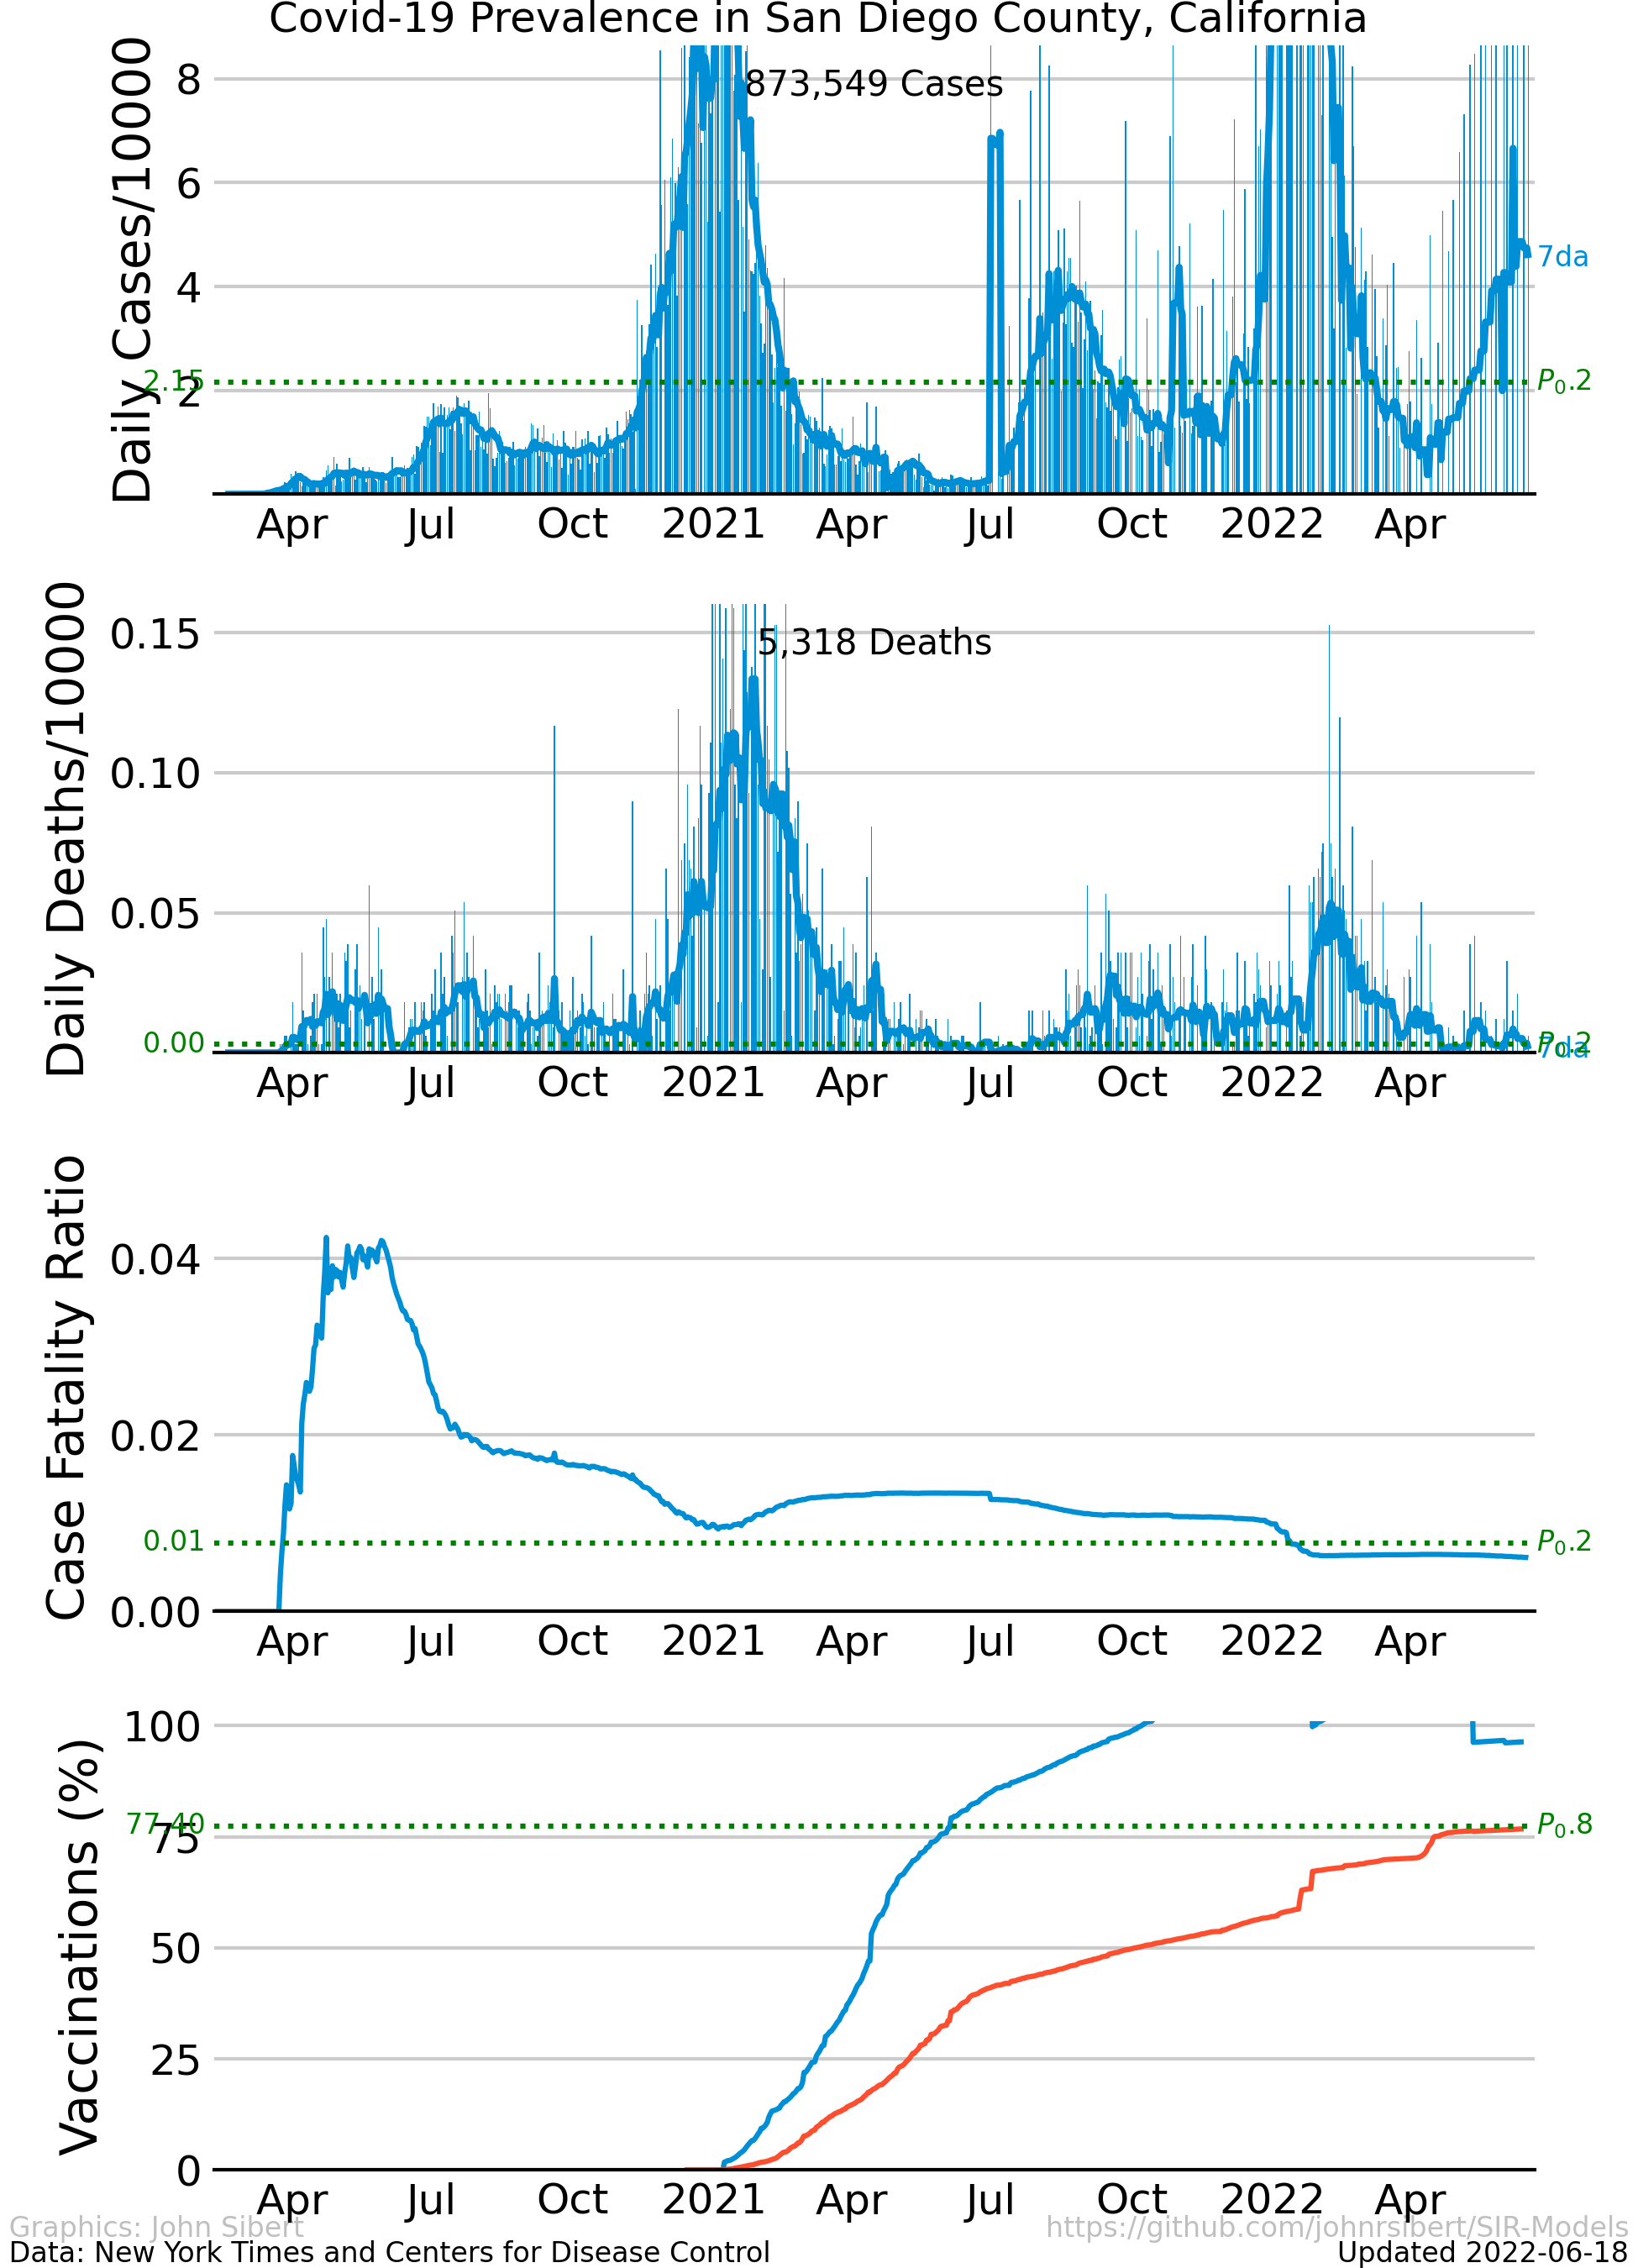 Covid-19 Prevalence in San Diego County, California
Daily Cases/10000
8
6
4
2
2.15
873,549 Cases
7da
P0.2
Apr Jul Oct 2021 Apr Jul Oct 2022 Apr
Daily Deaths/10000
0.15
0.10
0.05
0.00
5,318 Deaths
P0.2
7da
Apr Jul Oct 2021 Apr Jul Oct 2022 Apr
Case Fatality Ratio
0.04
0.02
0.01
0.00
P0.2
Apr Jul Oct 2021 Apr Jul Oct 2022 Apr
Vaccinations (%)
100
77.40
75
50
25
0
P0.8
Apr Jul Oct 2021 Apr Jul Oct 2022 Apr
Graphics: John Sibert
https://github.com/johnrsibert/SIR-Models
Data: New York Times and Centers for Disease Control
Updated 2022-06-18